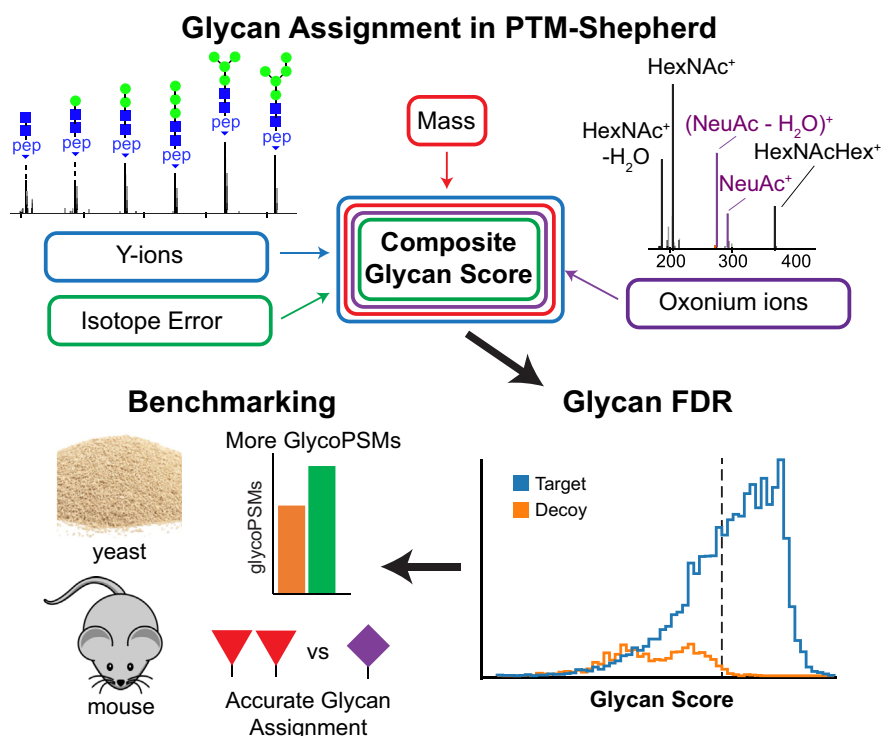 Glycan Assignment in PTM-Shepherd
pep
pep
pep
pep
pep
pep
Mass
HexNAc+
HexNAc+
-H2O
(NeuAc - H2O)+
NeuAc+
HexNAcHex+
200
300
400
Y-ions
Isotope Error
Composite
Glycan Score
Oxonium ions
Benchmarking
yeast
mouse
More GlycoPSMs
glycoPSMs
vs
Accurate Glycan
Assignment
Glycan FDR
Target
Decoy
Glycan Score